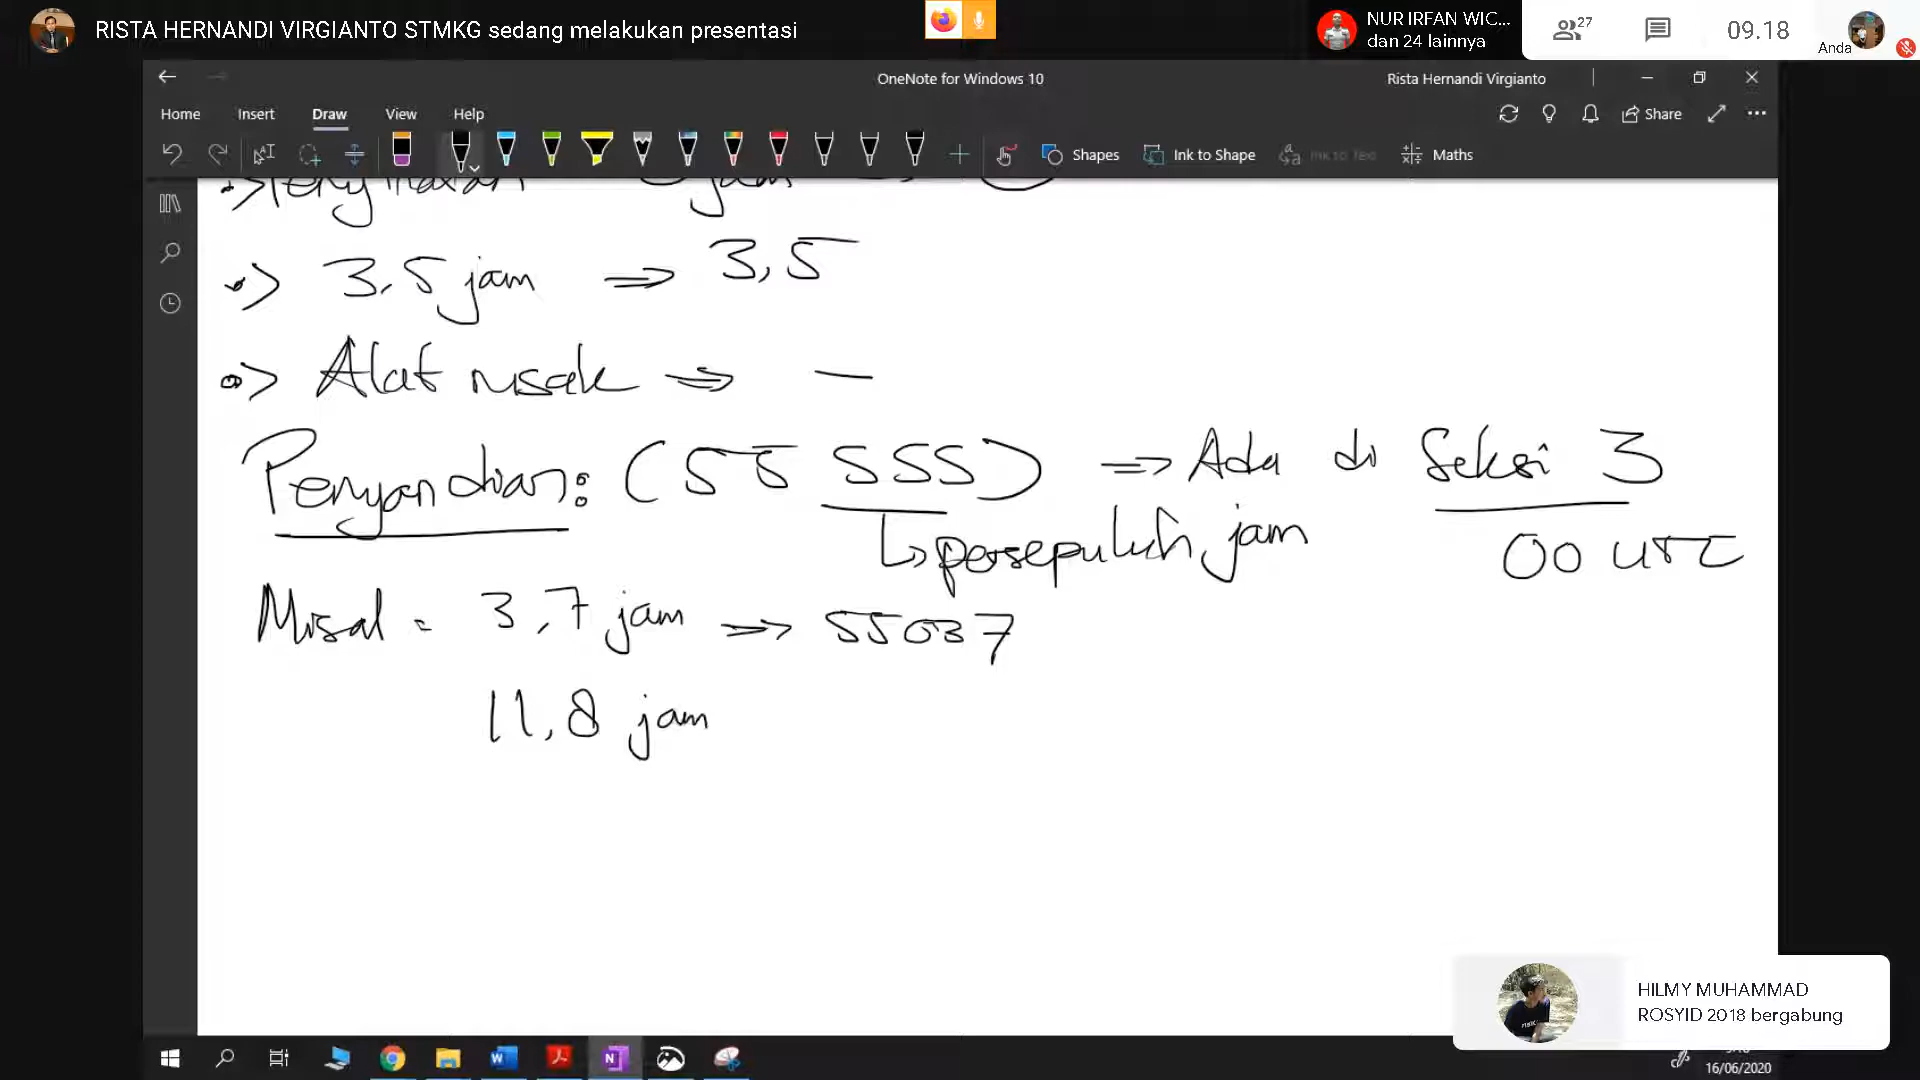 RISTA HERNANDI VIRGIANTO STMKG sedang melakukan presentasi
NUR IRFAN WIC...
dan 24 lainnya
27
09.18
Anda
OneNote for Windows 10
Rista Hernandi Virgianto
Home Insert Draw View Help
Share
Shapes Ink to Shape Ink to Text Maths
3,5 jam => 3,5
Alat rusak => —
Penyandian: (55 SSS) => Ada di Seksi 3
persepuluh jam 00 UTC
Misal = 3,7 jam => 55037
11,8 jam
HILMY MUHAMMAD
ROSYID 2018 bergabung
16/06/2020